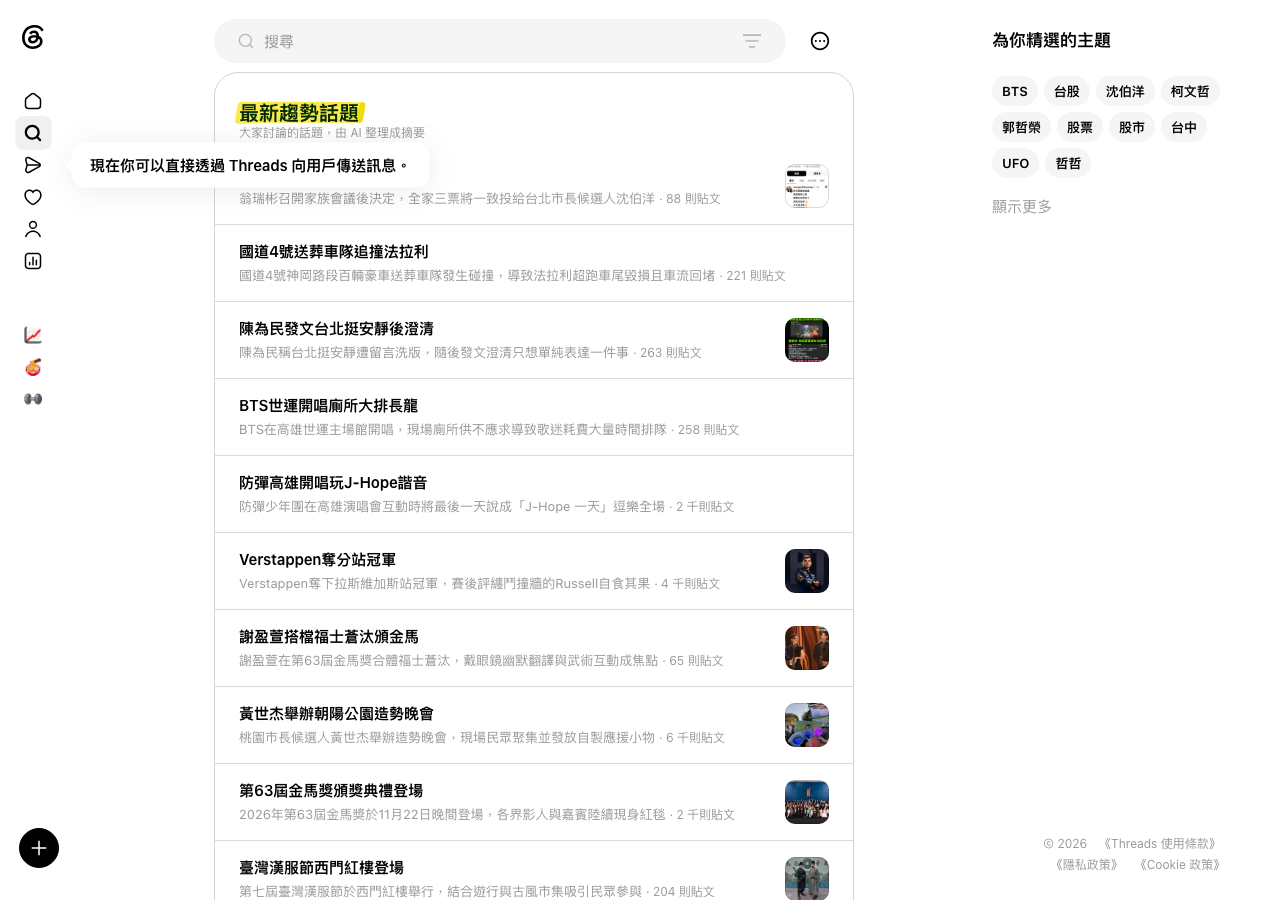 搜尋
最新趨勢話題
大家討論的話題，由 AI 整理成摘要
現在你可以直接透過 Threads 向用戶傳送訊息。
翁瑞彬召開家族會議後決定，全家三票將一致投給台北市長候選人沈伯洋 · 88 則貼文
國道4號送葬車隊追撞法拉利
國道4號神岡路段百輛豪車送葬車隊發生碰撞，導致法拉利超跑車尾毀損且車流回堵 · 221 則貼文
陳為民發文台北挺安靜後澄清
陳為民稱台北挺安靜遭留言洗版，隨後發文澄清只想單純表達一件事 · 263 則貼文
BTS世運開唱廁所大排長龍
BTS在高雄世運主場館開唱，現場廁所供不應求導致歌迷耗費大量時間排隊 · 258 則貼文
防彈高雄開唱玩J-Hope諧音
防彈少年團在高雄演唱會互動時將最後一天說成「J-Hope 一天」逗樂全場 · 2 千則貼文
Verstappen奪分站冠軍
Verstappen奪下拉斯維加斯站冠軍，賽後評纏鬥撞牆的Russell自食其果 · 4 千則貼文
謝盈萱搭檔福士蒼汰頒金馬
謝盈萱在第63屆金馬獎合體福士蒼汰，戴眼鏡幽默翻譯與武術互動成焦點 · 65 則貼文
黃世杰舉辦朝陽公園造勢晚會
桃園市長候選人黃世杰舉辦造勢晚會，現場民眾聚集並發放自製應援小物 · 6 千則貼文
第63屆金馬獎頒獎典禮登場
2026年第63屆金馬獎於11月22日晚間登場，各界影人與嘉賓陸續現身紅毯 · 2 千則貼文
臺灣漢服節西門紅樓登場
第七屆臺灣漢服節於西門紅樓舉行，結合遊行與古風市集吸引民眾參與 · 204 則貼文
為你精選的主題
BTS 台股 沈伯洋 柯文哲
郭哲榮 股票 股市 台中
UFO 哲哲
顯示更多
© 2026 《Threads 使用條款》
《隱私政策》 《Cookie 政策》